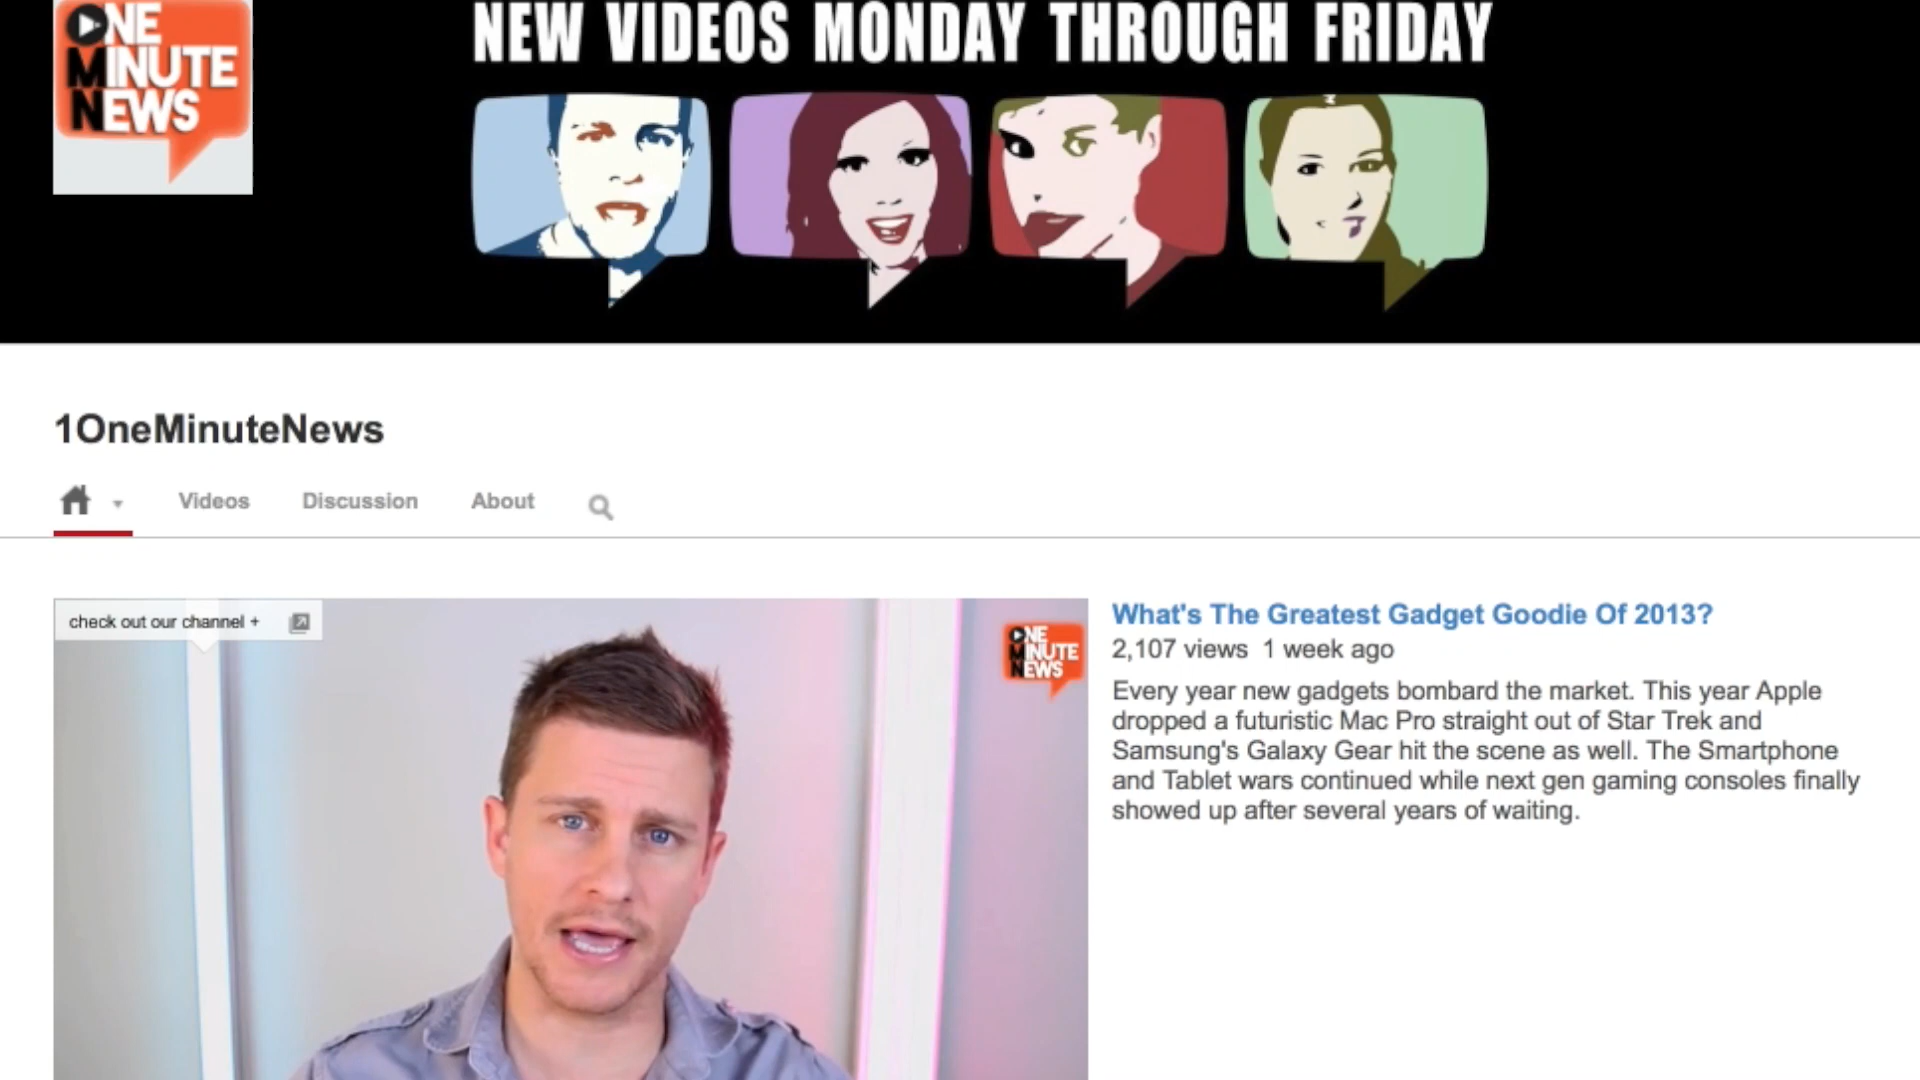 ONE
MINUTE
NEWS
NEW VIDEOS MONDAY THROUGH FRIDAY
1OneMinuteNews
Videos
Discussion
About
check out our channel +
ONE
MINUTE
NEWS
What's The Greatest Gadget Goodie Of 2013?
2,107 views 1 week ago
Every year new gadgets bombard the market. This year Apple
dropped a futuristic Mac Pro straight out of Star Trek and
Samsung's Galaxy Gear hit the scene as well. The Smartphone
and Tablet wars continued while next gen gaming consoles finally
showed up after several years of waiting.